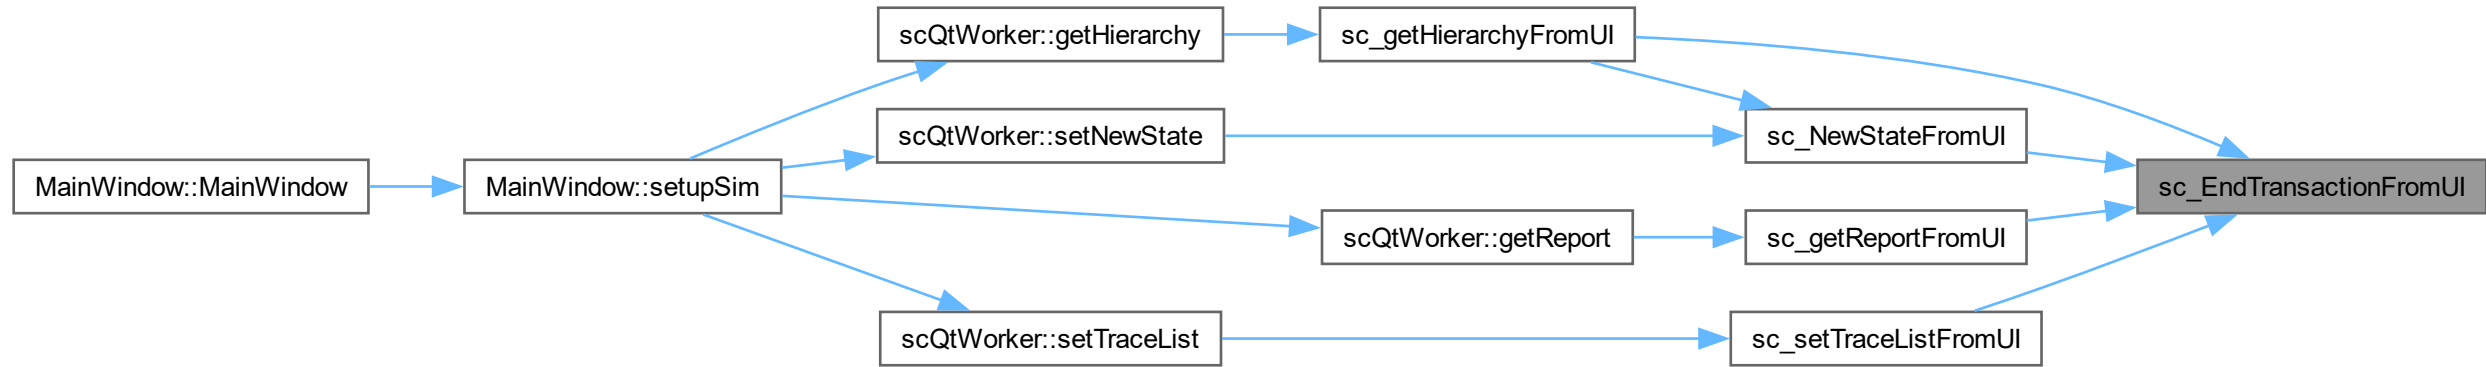 scQtWorker::getHierarchy
sc_getHierarchyFromUI
scQtWorker::setNewState
sc_NewStateFromUI
MainWindow::MainWindow
MainWindow::setupSim
sc_EndTransactionFromUI
scQtWorker::getReport
sc_getReportFromUI
scQtWorker::setTraceList
sc_setTraceListFromUI